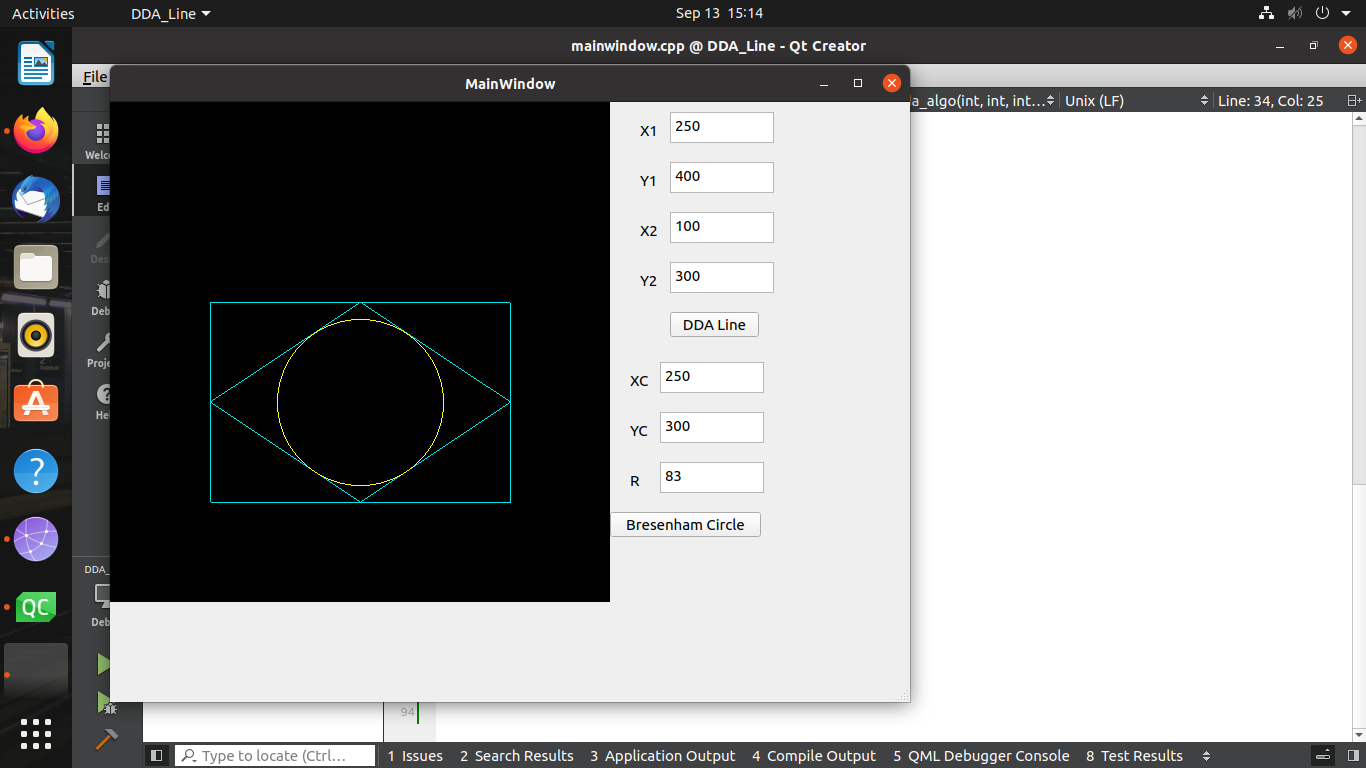 Activities DDA_Line Sep 13 15:14
mainwindow.cpp @ DDA_Line - Qt Creator
File
MainWindow
a_algo(int, int, int… Unix (LF) Line: 34, Col: 25
Welc
Ed
Des
Deb
Proje
He
DDA_
Deb
QC
X1 250
Y1 400
X2 100
Y2 300
DDA Line
XC 250
YC 300
R 83
Bresenham Circle
94
Type to locate (Ctrl… 1 Issues 2 Search Results 3 Application Output 4 Compile Output 5 QML Debugger Console 8 Test Results